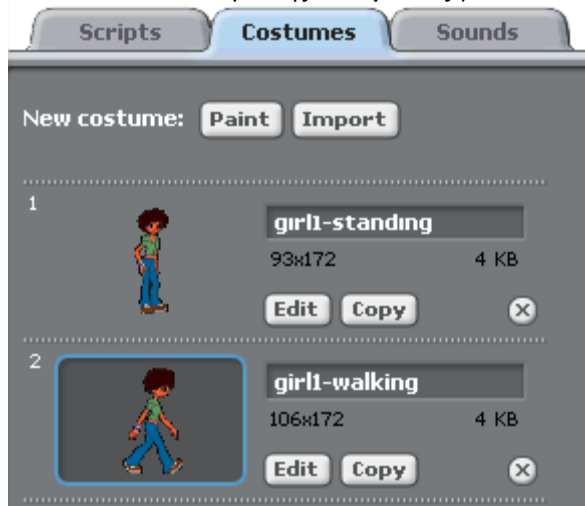 Scripts Costumes Sounds
New costume: Paint Import
1
girl1-standing
93x172 4 KB
Edit Copy
2
girl1-walking
106x172 4 KB
Edit Copy